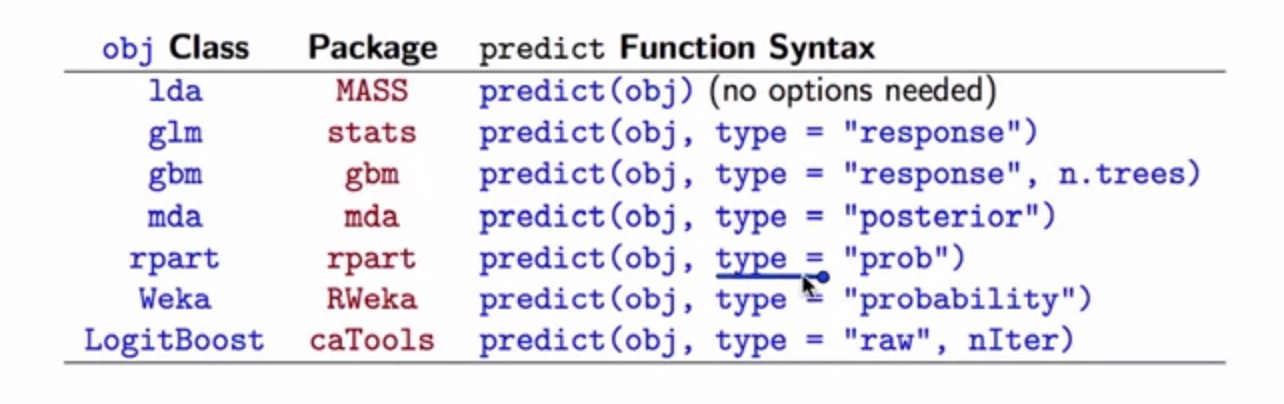 obj Class Package predict Function Syntax
lda MASS predict(obj) (no options needed)
glm stats predict(obj, type = "response")
gbm gbm predict(obj, type = "response", n.trees)
mda mda predict(obj, type = "posterior")
rpart rpart predict(obj, type = "prob")
Weka RWeka predict(obj, type = "probability")
LogitBoost caTools predict(obj, type = "raw", nIter)